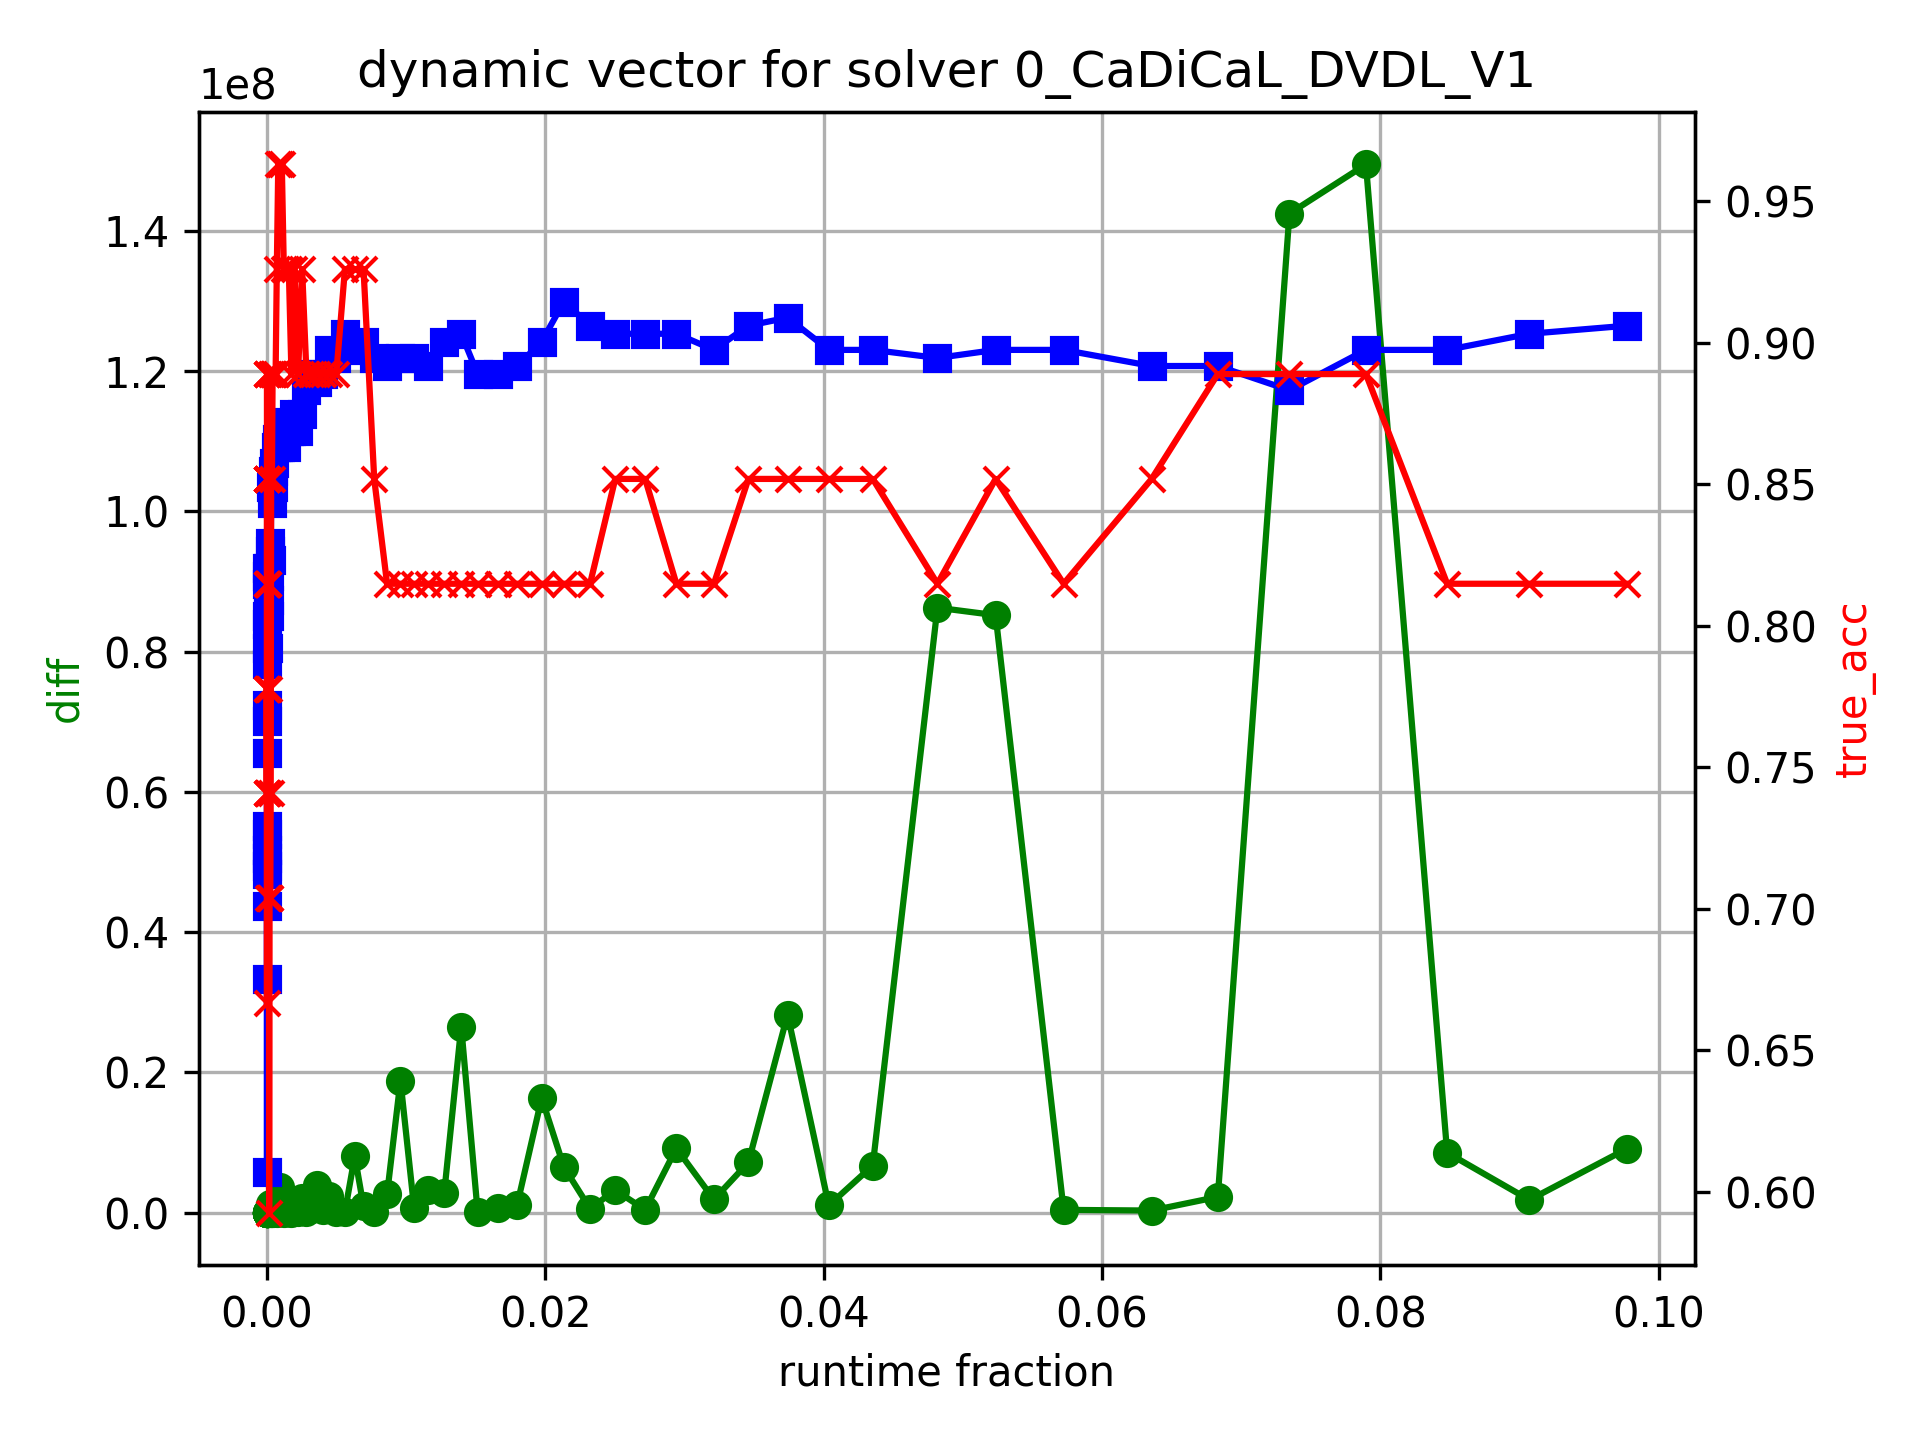 dynamic vector for solver 0_CaDiCaL_DVDL_V1
1e8
1.4
1.2
1.0
0.8
0.6
0.4
0.2
0.0
diff
0.95
0.90
0.85
0.80
0.75
0.70
0.65
0.60
true_acc
0.00 0.02 0.04 0.06 0.08 0.10
runtime fraction